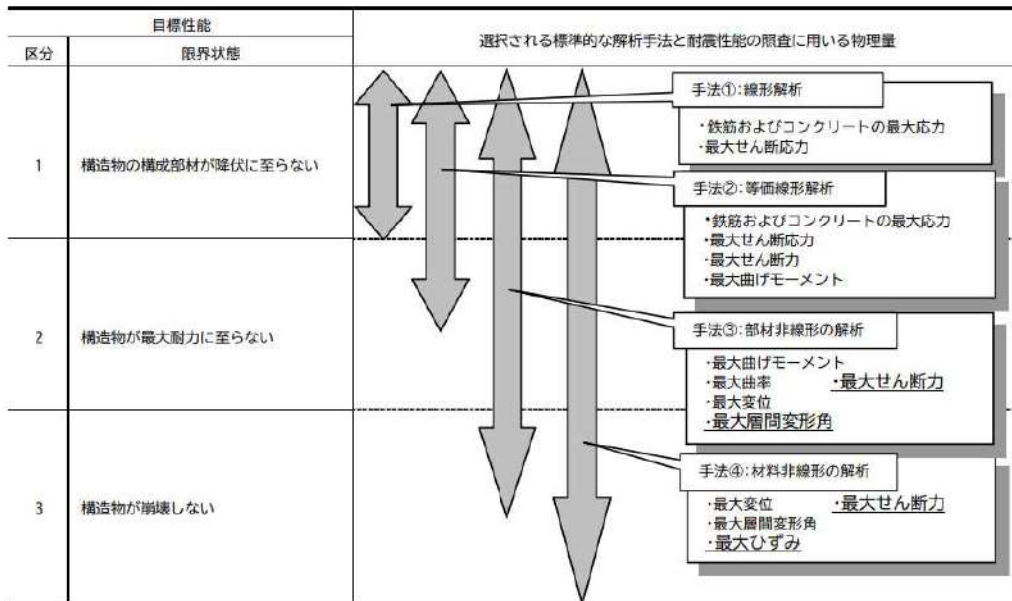 目標性能
選択される標準的な解析手法と耐震性能の照査に用いる物理量
区分
限界状態
手法①:線形解析
・鉄筋およびコンクリートの最大応力
・最大せん断応力
1
構造物の構成部材が降伏に至らない
手法②:等価線形解析
・鉄筋およびコンクリートの最大応力
・最大せん断応力
・最大せん断力
・最大曲げモーメント
2
構造物が最大耐力に至らない
手法③:部材非線形の解析
・最大曲げモーメント
・最大曲率 ・最大せん断力
・最大変位
・最大層間変形角
3
構造物が崩壊しない
手法④:材料非線形の解析
・最大変位 ・最大せん断力
・最大層間変形角
・最大ひずみ